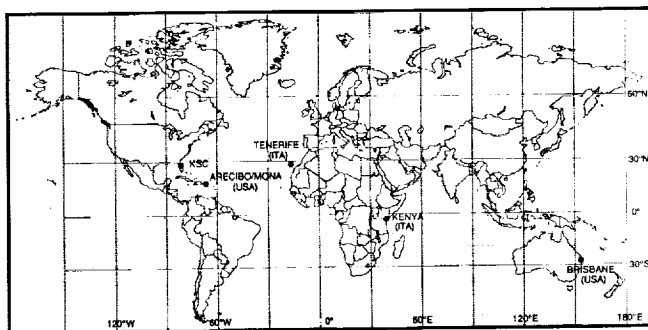 60°N
TENERIFE
(ITA)
KSC
30°N
ARECIBO/MONA
(USA)
0°
KENYA
(ITA)
30°S
BRISBANE
(USA)
120°W
60°W
0°
60°E
120°E
180°E